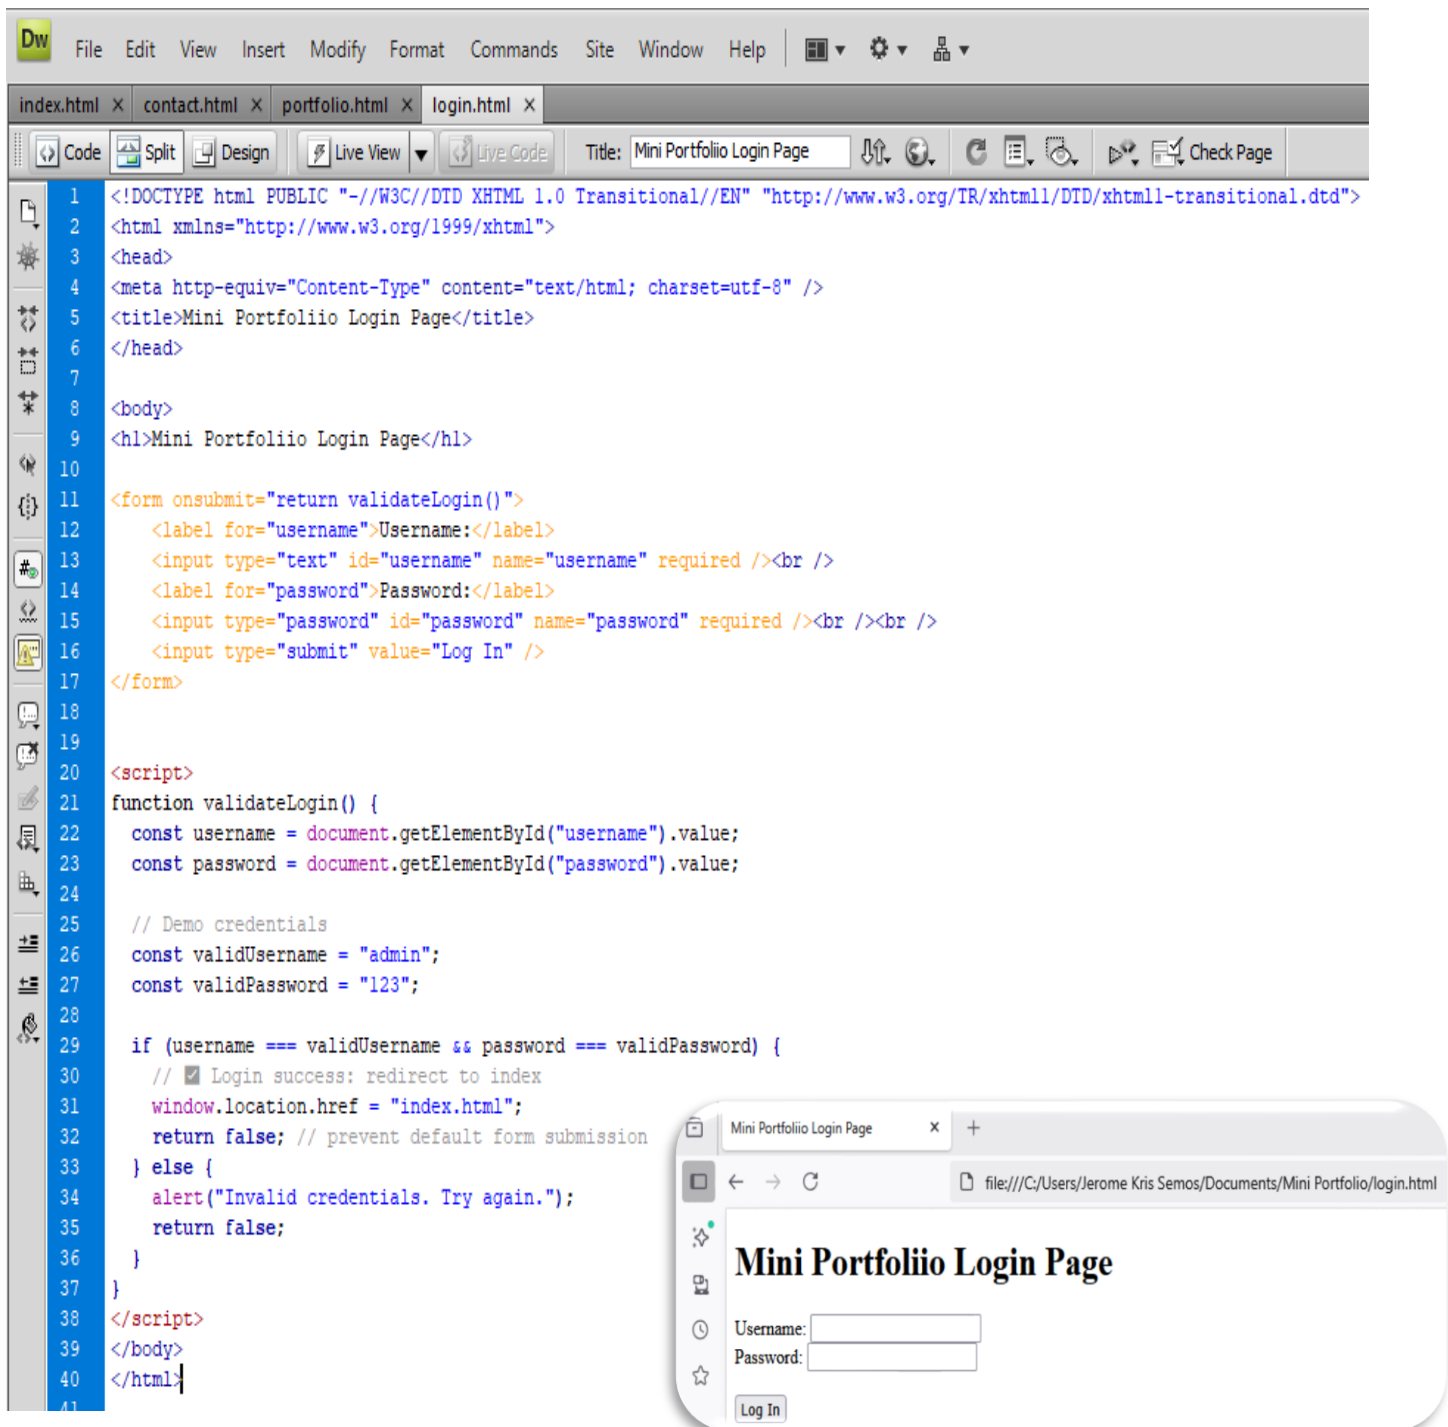 Dw File Edit View Insert Modify Format Commands Site Window Help
index.html × contact.html × portfolio.html × login.html ×
Code Split Design Live View Live Code Title: Mini Portfoliio Login Page Check Page
1 <!DOCTYPE html PUBLIC "-//W3C//DTD XHTML 1.0 Transitional//EN" "http://www.w3.org/TR/xhtml1/DTD/xhtml1-transitional.dtd">
2 <html xmlns="http://www.w3.org/1999/xhtml">
3 <head>
4 <meta http-equiv="Content-Type" content="text/html; charset=utf-8" />
5 <title>Mini Portfoliio Login Page</title>
6 </head>
7
8 <body>
9 <h1>Mini Portfoliio Login Page</h1>
10
11 <form onsubmit="return validateLogin()">
12     <label for="username">Username:</label>
13     <input type="text" id="username" name="username" required /><br />
14     <label for="password">Password:</label>
15     <input type="password" id="password" name="password" required /><br /><br />
16     <input type="submit" value="Log In" />
17 </form>
18
19
20 <script>
21 function validateLogin() {
22   const username = document.getElementById("username").value;
23   const password = document.getElementById("password").value;
24
25   // Demo credentials
26   const validUsername = "admin";
27   const validPassword = "123";
28
29   if (username === validUsername && password === validPassword) {
30     // ✅ Login success: redirect to index
31     window.location.href = "index.html";
32     return false; // prevent default form submission
33   } else {
34     alert("Invalid credentials. Try again.");
35     return false;
36   }
37 }
38 </script>
39 </body>
40 </html>
41
Mini Portfoliio Login Page × +
file:///C:/Users/Jerome Kris Semos/Documents/Mini Portfolio/login.html
Mini Portfoliio Login Page
Username:
Password:
Log In